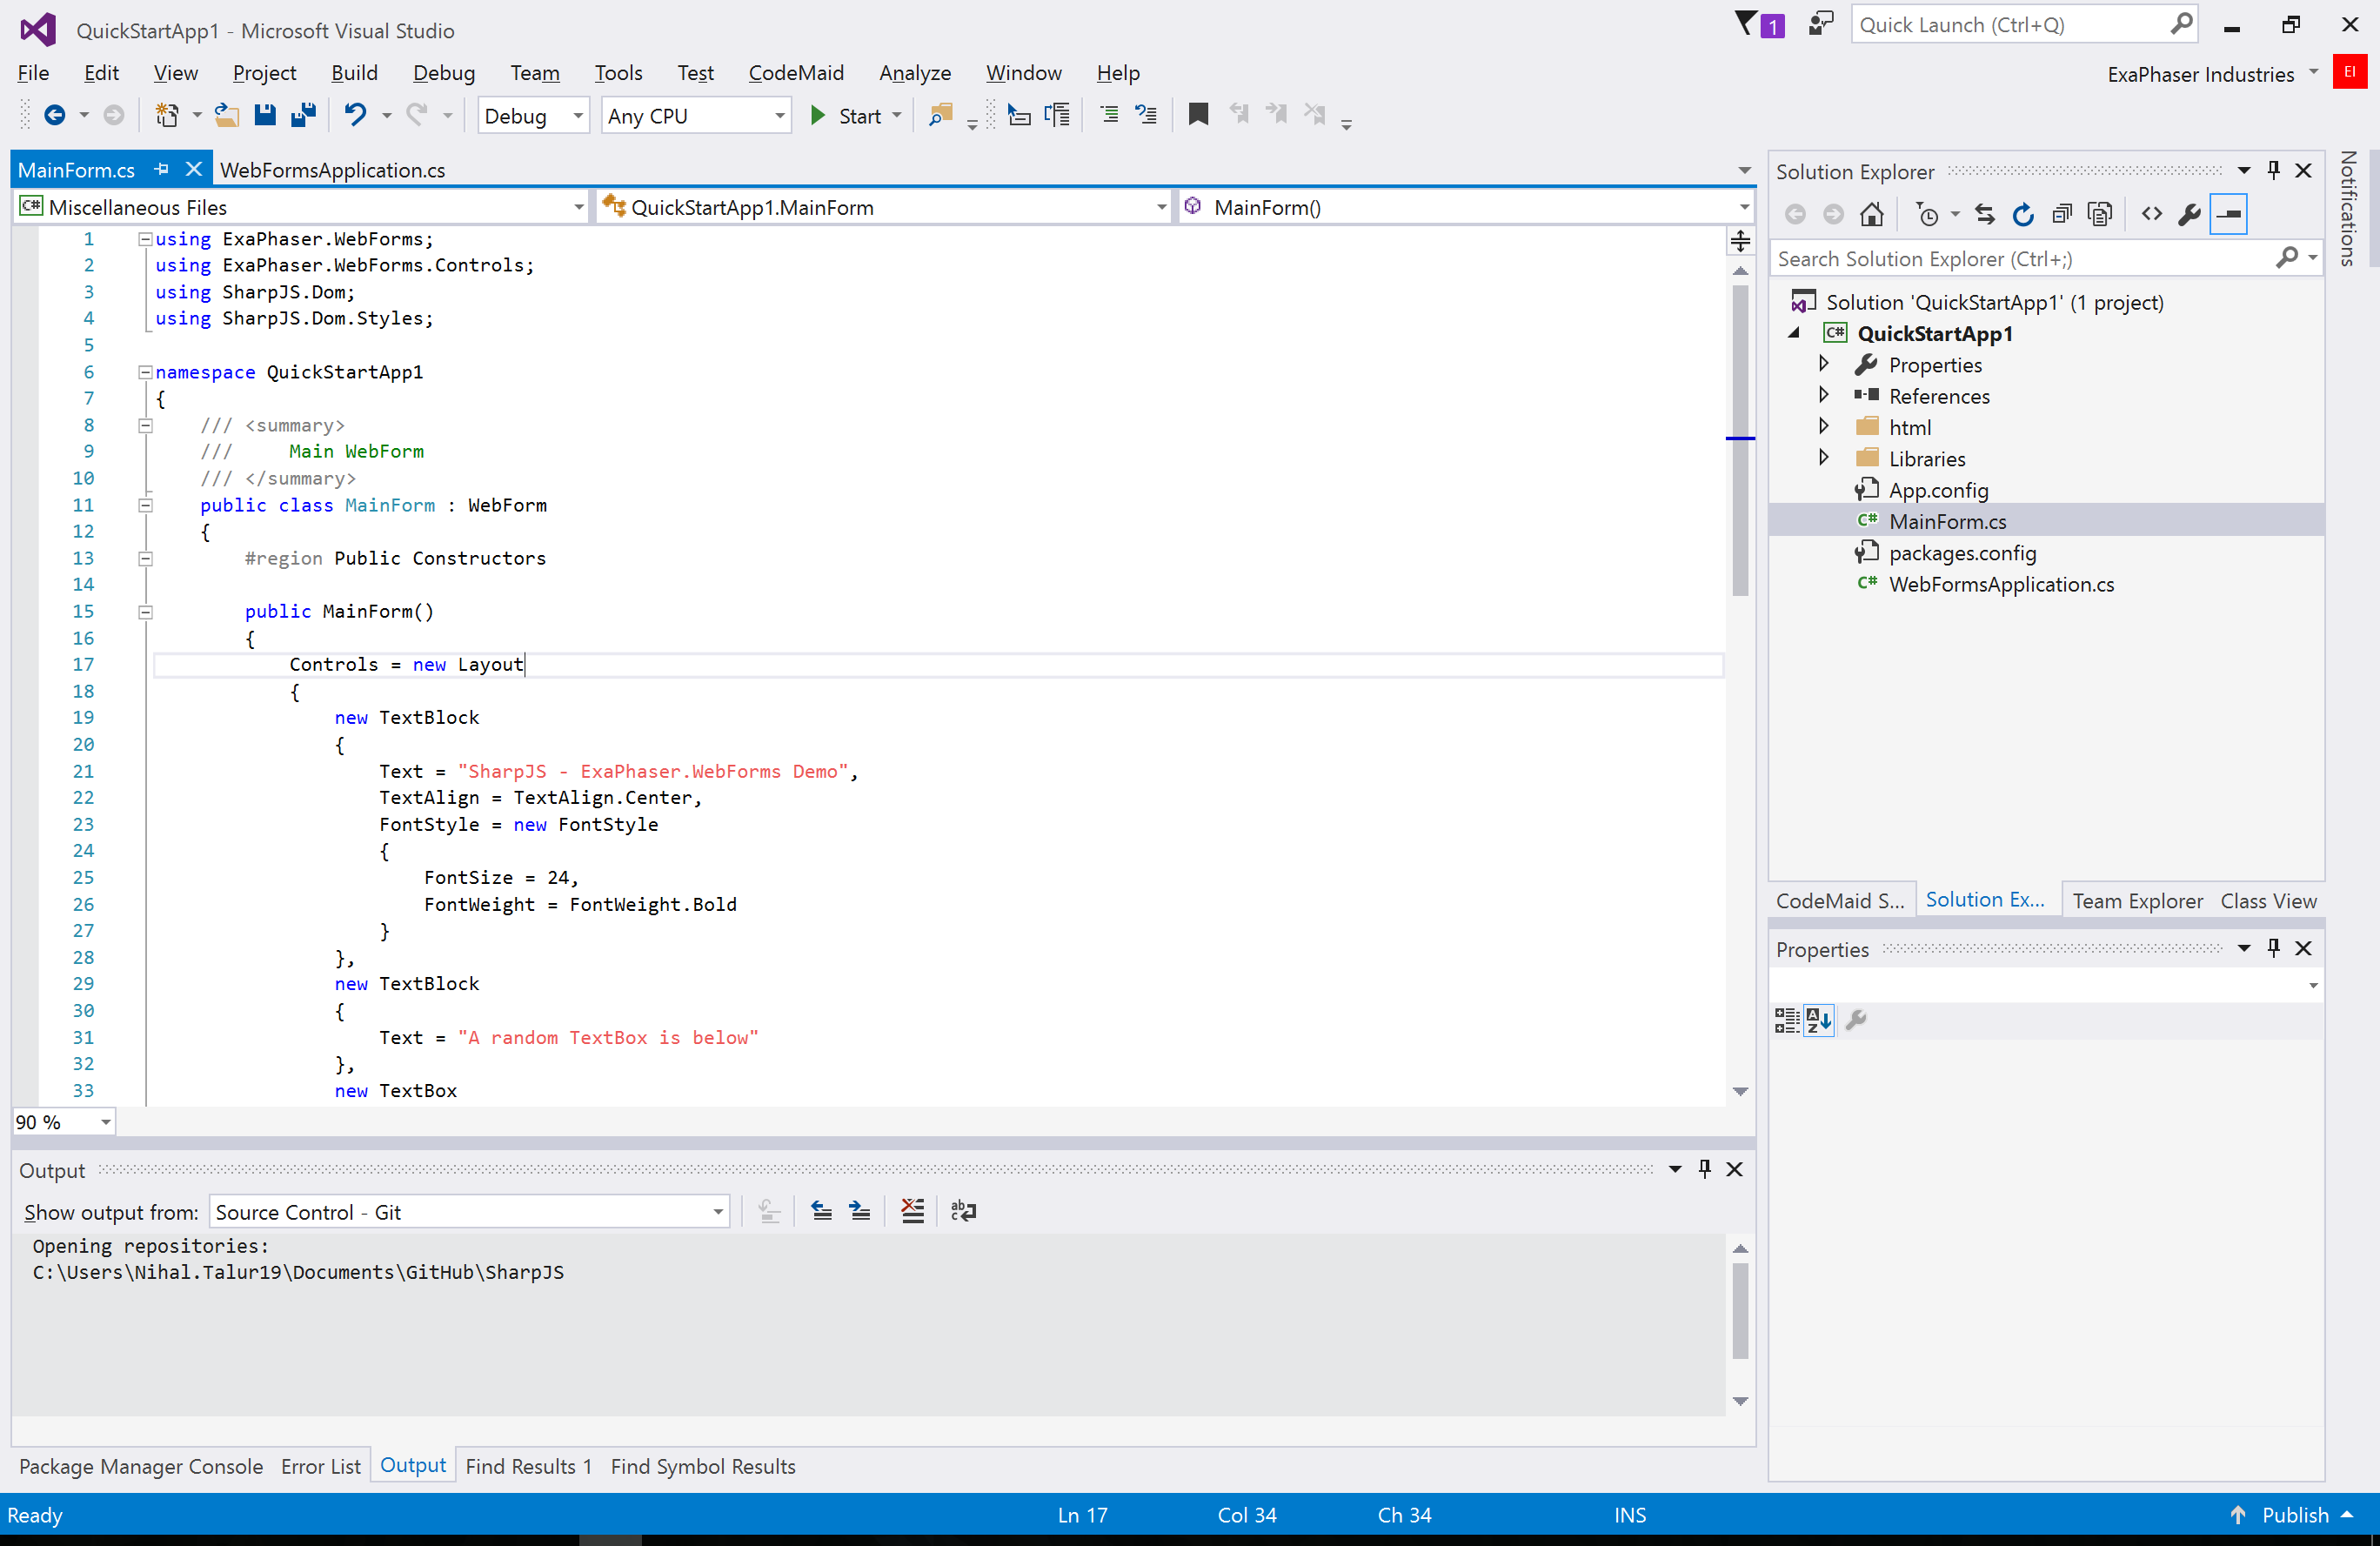 QuickStartApp1 - Microsoft Visual Studio
1
Quick Launch (Ctrl+Q)
File Edit View Project Build Debug Team Tools Test CodeMaid Analyze Window Help
ExaPhaser Industries EI
Debug Any CPU Start
MainForm.cs WebFormsApplication.cs
C# Miscellaneous Files QuickStartApp1.MainForm MainForm()
1 using ExaPhaser.WebForms;
2 using ExaPhaser.WebForms.Controls;
3 using SharpJS.Dom;
4 using SharpJS.Dom.Styles;
5
6 namespace QuickStartApp1
7 {
8 /// <summary>
9 /// Main WebForm
10 /// </summary>
11 public class MainForm : WebForm
12 {
13 #region Public Constructors
14
15 public MainForm()
16 {
17 Controls = new Layout
18 {
19 new TextBlock
20 {
21 Text = "SharpJS - ExaPhaser.WebForms Demo",
22 TextAlign = TextAlign.Center,
23 FontStyle = new FontStyle
24 {
25 FontSize = 24,
26 FontWeight = FontWeight.Bold
27 }
28 },
29 new TextBlock
30 {
31 Text = "A random TextBox is below"
32 },
33 new TextBox
90 %
Output
Show output from: Source Control - Git
Opening repositories:
C:\Users\Nihal.Talur19\Documents\GitHub\SharpJS
Package Manager Console Error List Output Find Results 1 Find Symbol Results
Solution Explorer
Search Solution Explorer (Ctrl+;)
Solution 'QuickStartApp1' (1 project)
C# QuickStartApp1
Properties
References
html
Libraries
App.config
C# MainForm.cs
packages.config
C# WebFormsApplication.cs
CodeMaid S... Solution Ex... Team Explorer Class View
Properties
Notifications
Ready Ln 17 Col 34 Ch 34 INS Publish